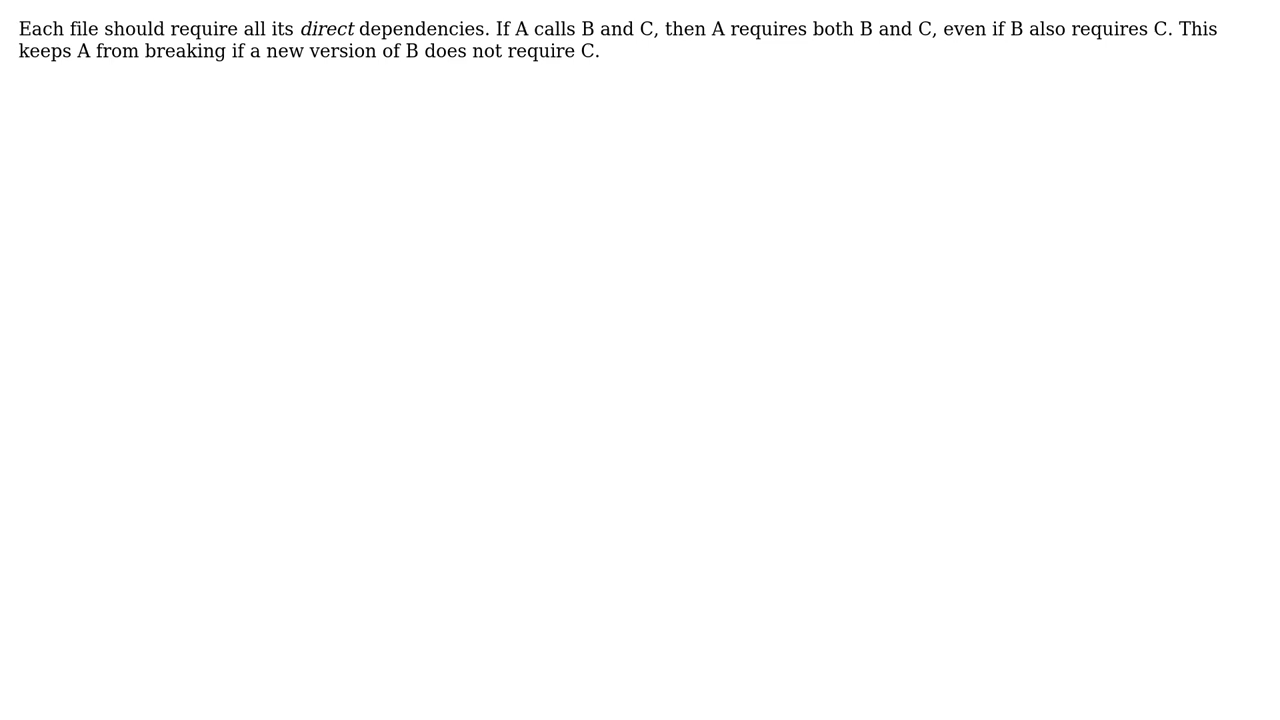 Each file should require all its direct dependencies. If A calls B and C, then A requires both B and C, even if B also requires C. This
keeps A from breaking if a new version of B does not require C.